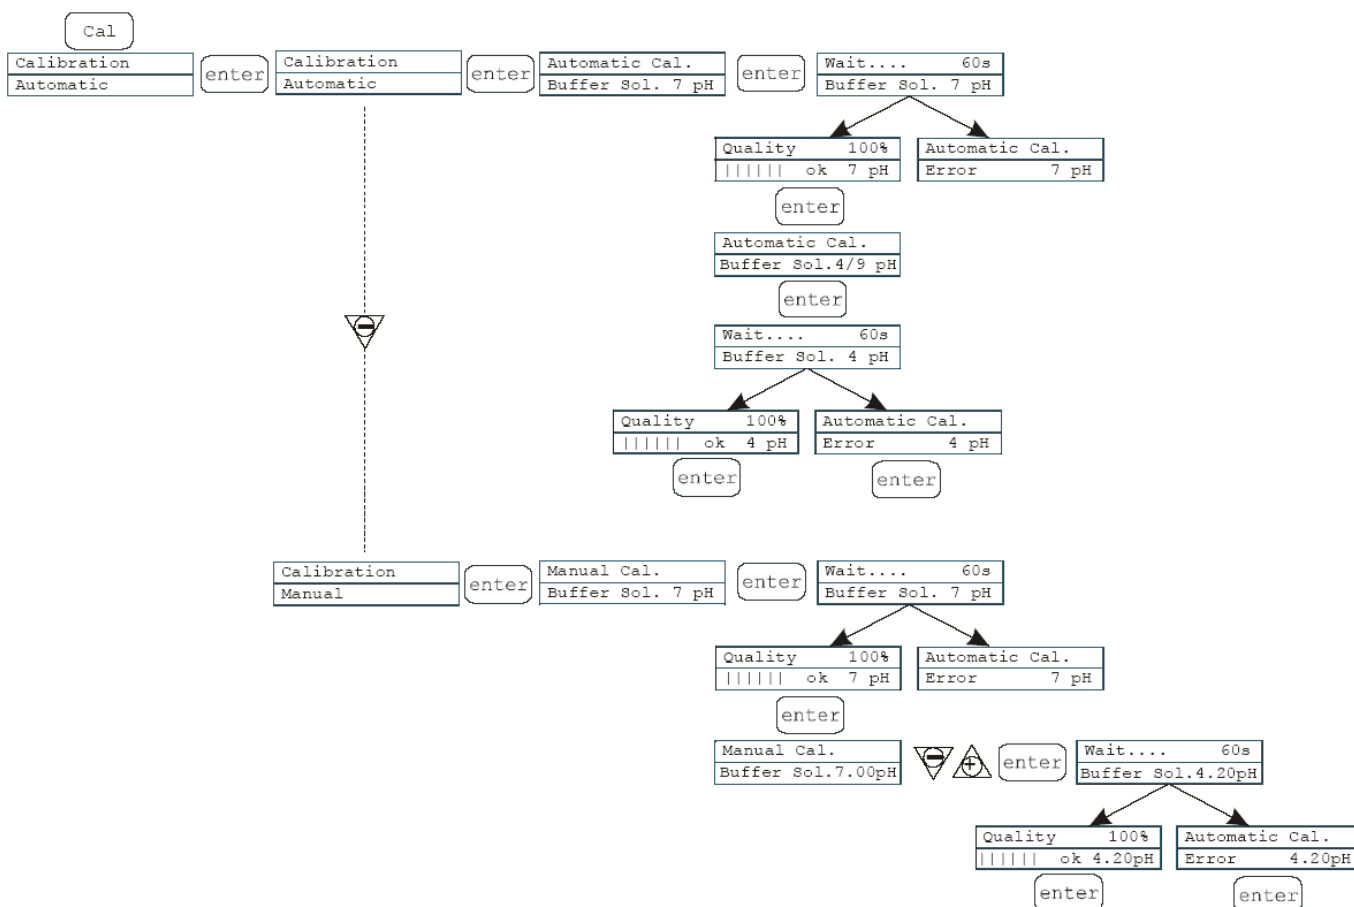 Cal
Calibration
Automatic
enter
Calibration
Automatic
enter
Automatic Cal.
Buffer Sol. 7 pH
enter
Wait.... 60s
Buffer Sol. 7 pH
Quality 100%
|||||| ok 7 pH
Automatic Cal.
Error 7 pH
enter
Automatic Cal.
Buffer Sol.4/9 pH
enter
Wait.... 60s
Buffer Sol. 4 pH
Quality 100%
|||||| ok 4 pH
Automatic Cal.
Error 4 pH
enter
enter
Calibration
Manual
enter
Manual Cal.
Buffer Sol. 7 pH
enter
Wait.... 60s
Buffer Sol. 7 pH
Quality 100%
|||||| ok 7 pH
Automatic Cal.
Error 7 pH
enter
Manual Cal.
Buffer Sol.7.00pH
enter
Wait.... 60s
Buffer Sol.4.20pH
Quality 100%
|||||| ok 4.20pH
Automatic Cal.
Error 4.20pH
enter
enter